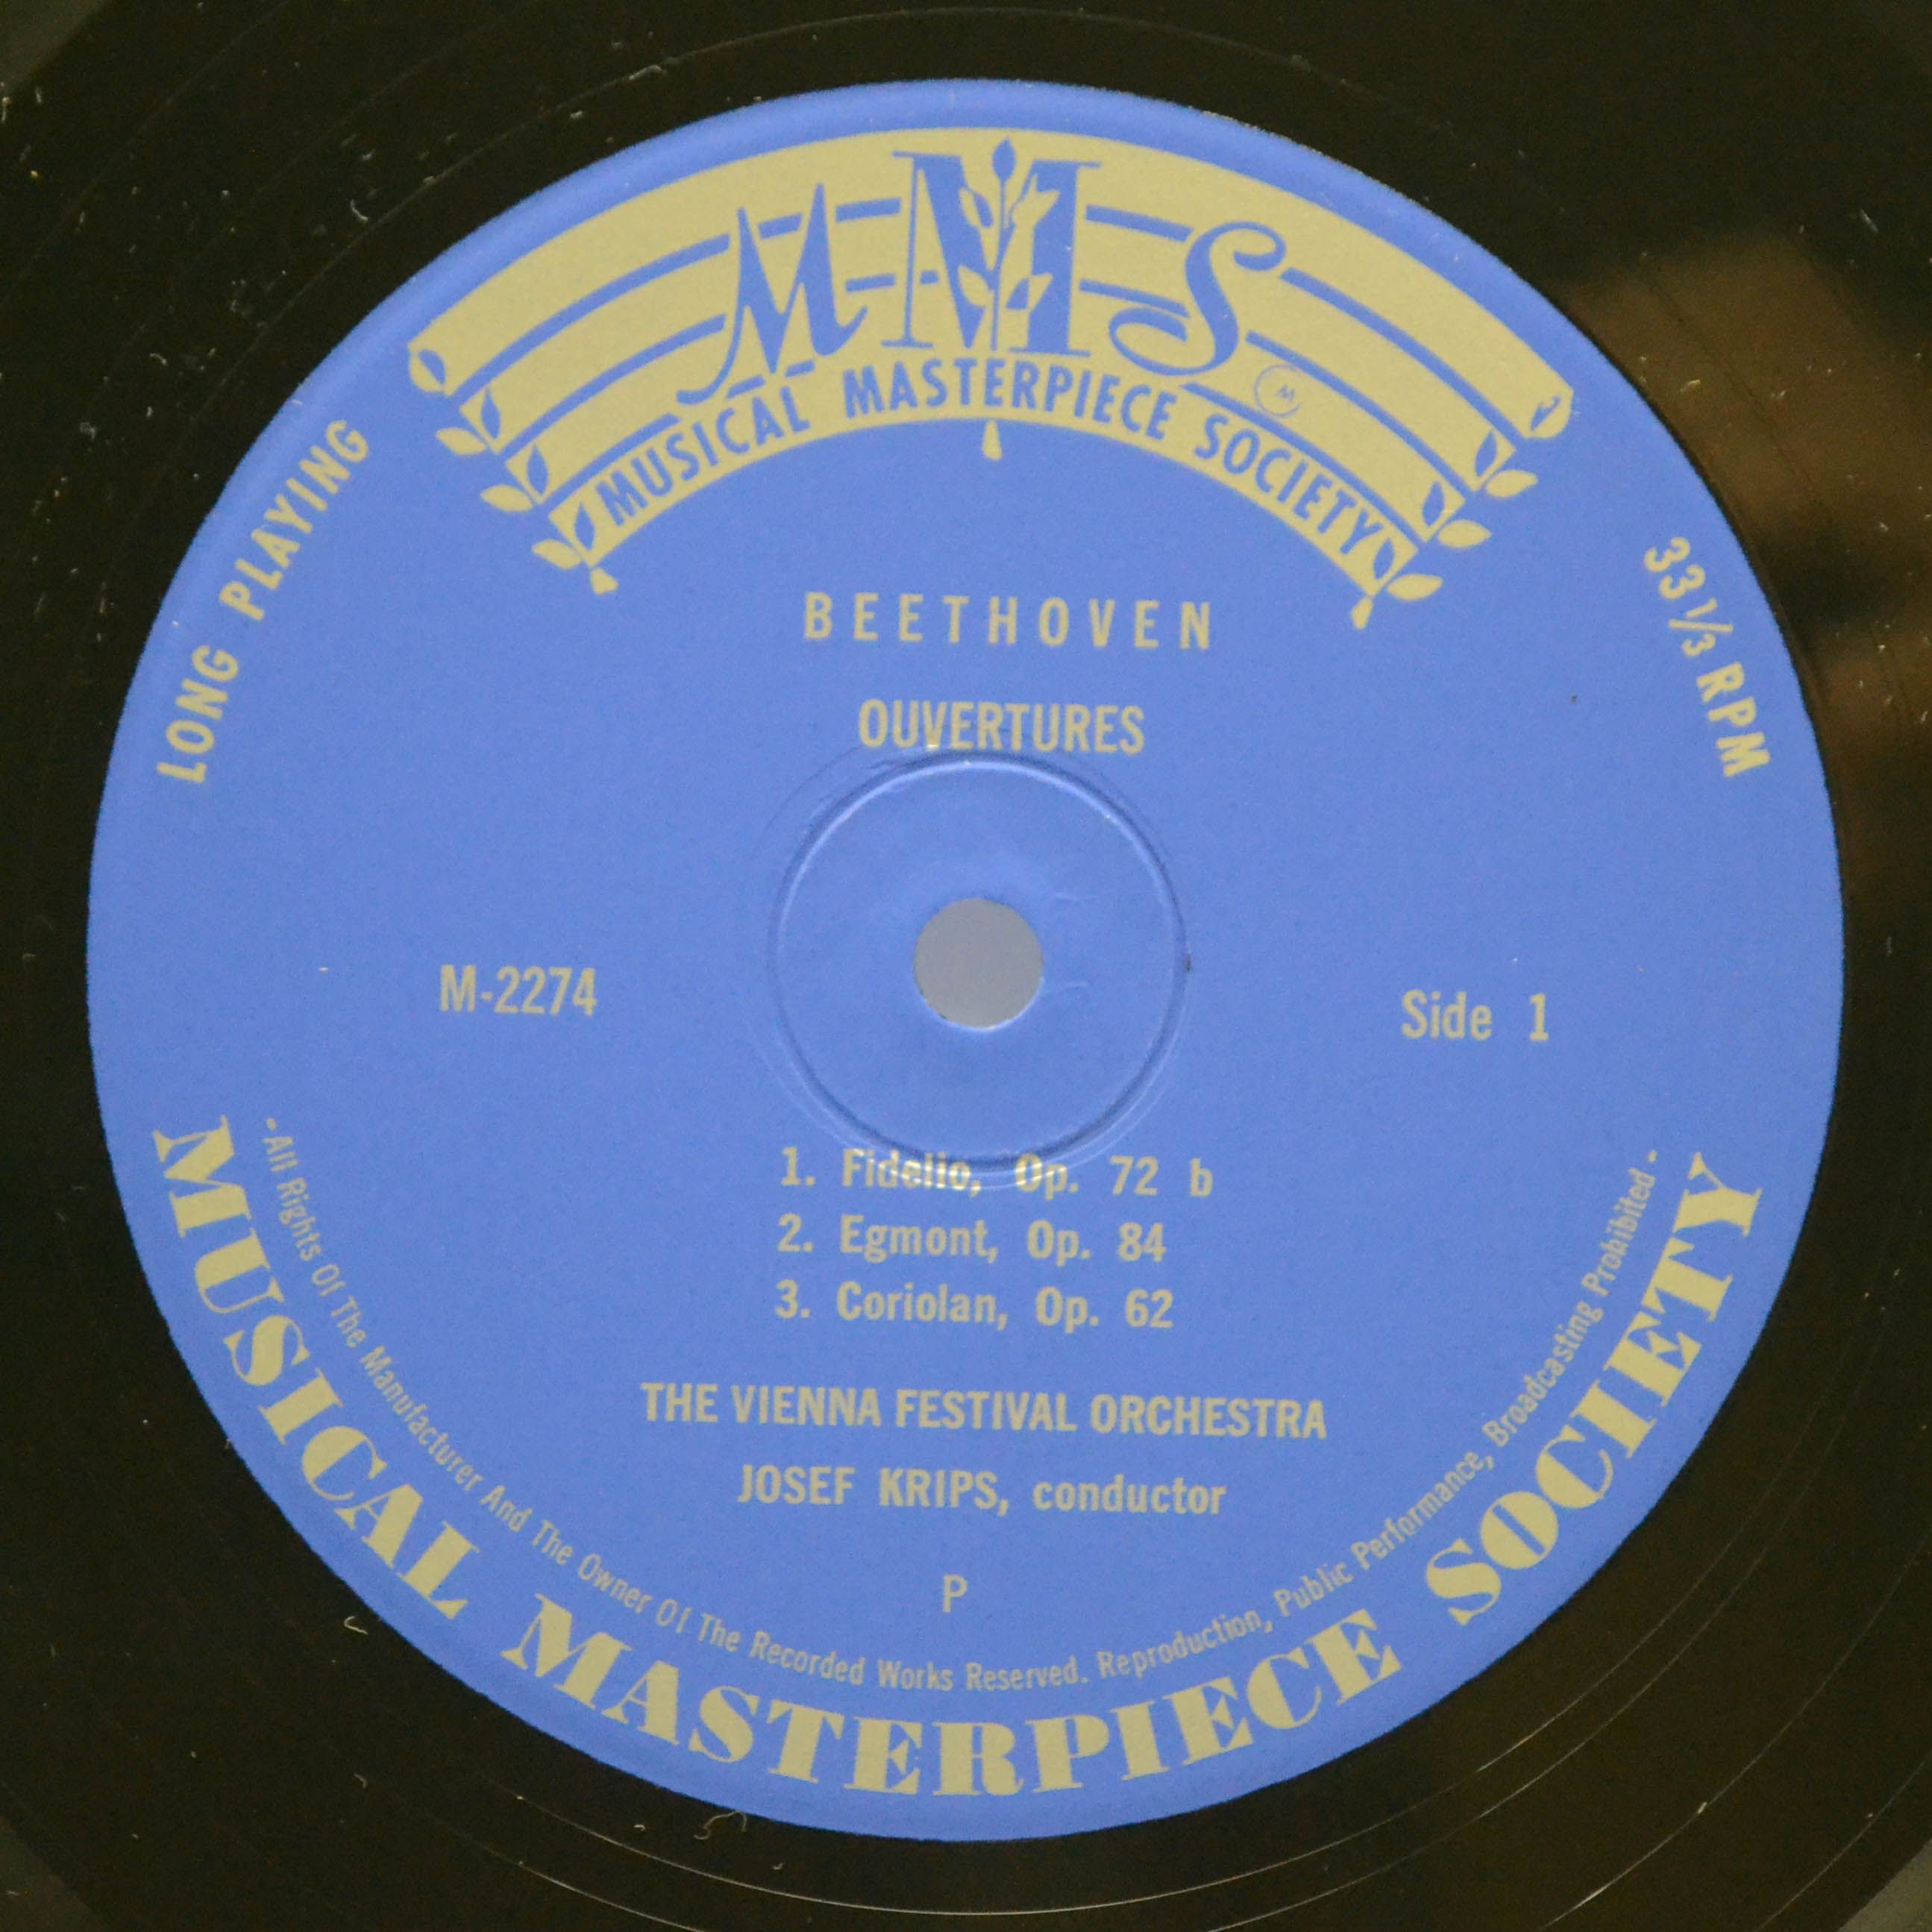 MMS
MUSICAL MASTERPIECE SOCIETY
M
LONG PLAYING
33 1/3 RPM
BEETHOVEN
OUVERTURES
M-2274
Side 1
1. Fidelio, Op. 72 b
2. Egmont, Op. 84
3. Coriolan, Op. 62
THE VIENNA FESTIVAL ORCHESTRA
JOSEF KRIPS, conductor
P
-All Rights Of The Manufacturer And The Owner Of The Recorded Works Reserved. Reproduction, Public Performance, Broadcasting Prohibited-
MUSICAL MASTERPIECE SOCIETY